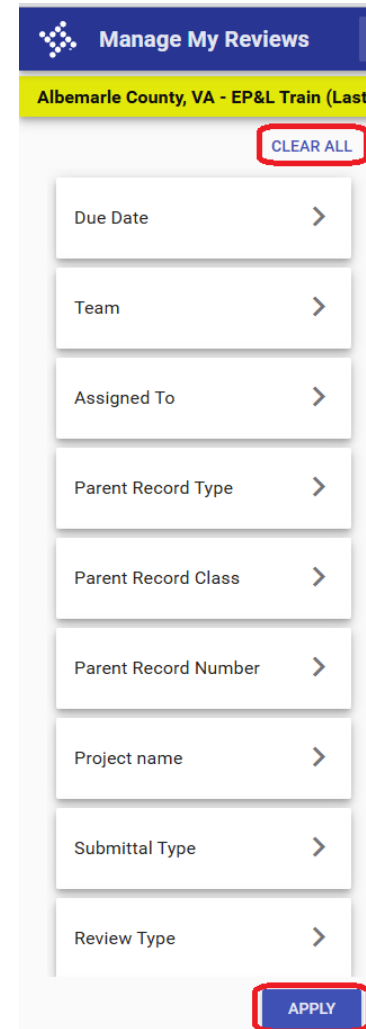 Manage My Reviews
Albemarle County, VA - EP&L Train (Last
CLEAR ALL
Due Date
Team
Assigned To
Parent Record Type
Parent Record Class
Parent Record Number
Project name
Submittal Type
Review Type
APPLY